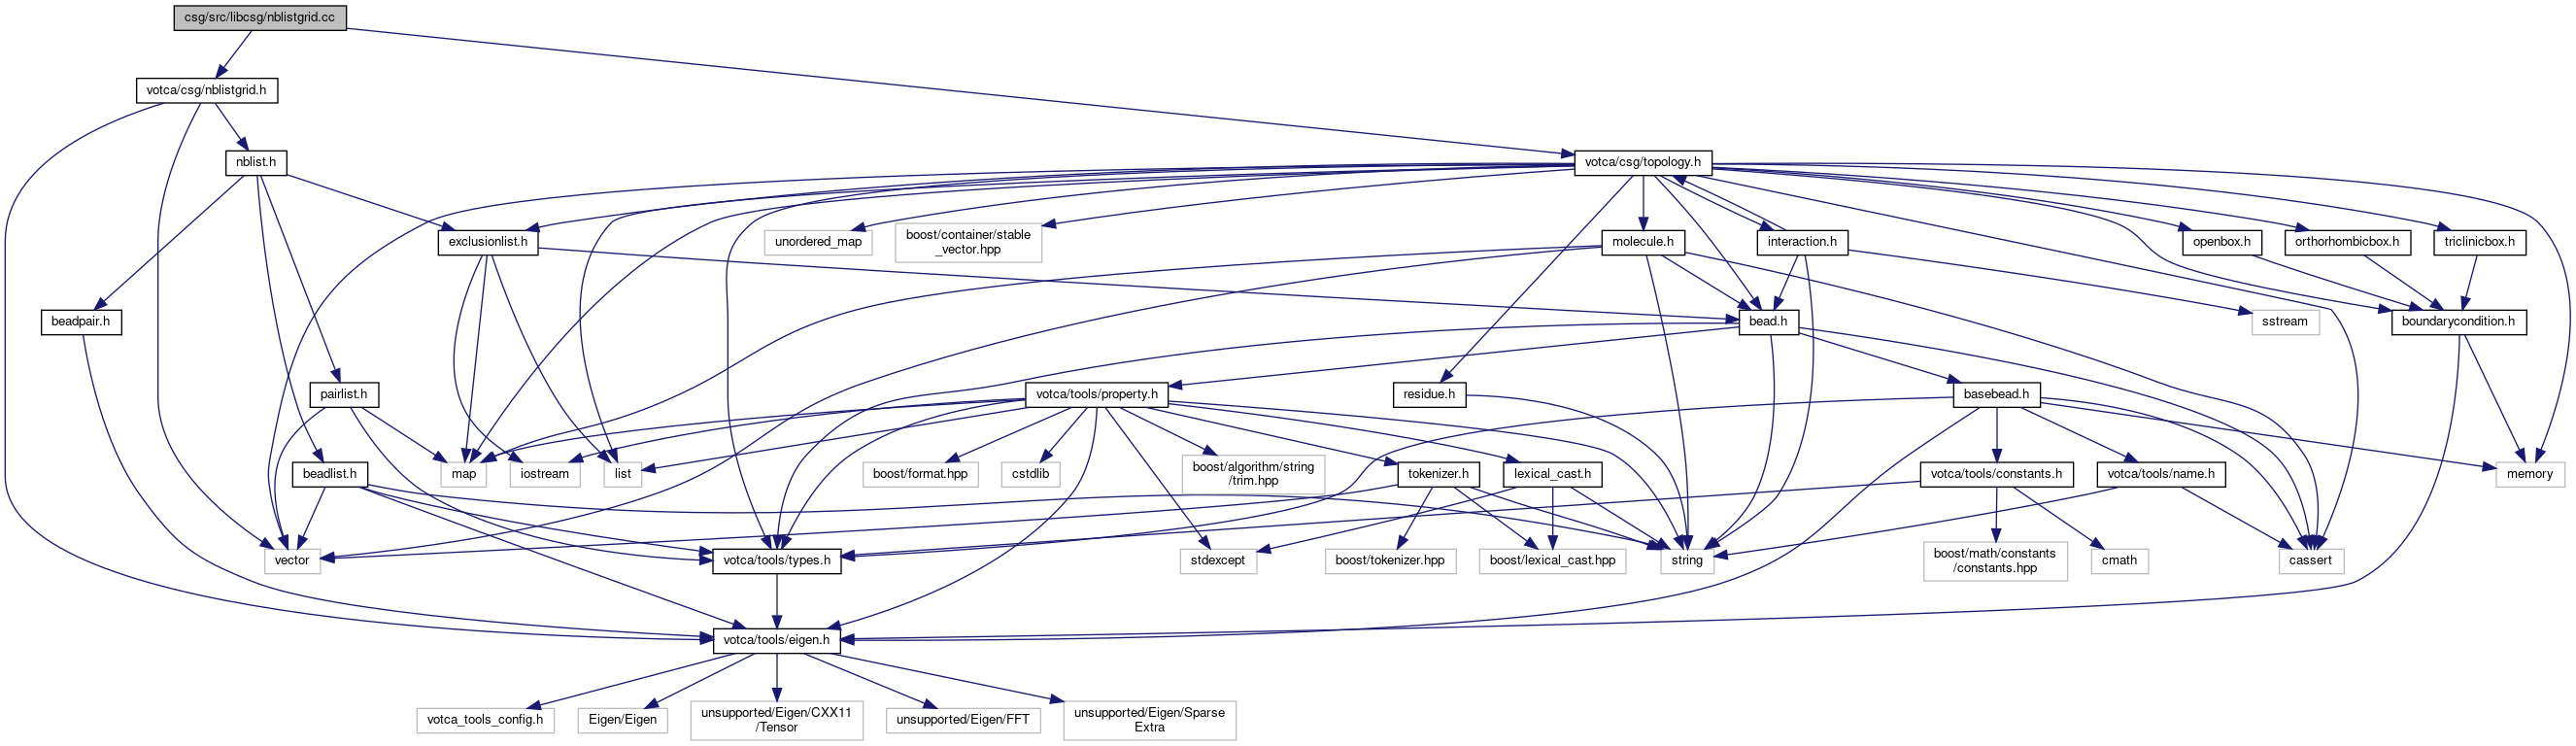 csg/src/libcsg/nblistgrid.cc
votca/csg/nblistgrid.h
nblist.h
votca/csg/topology.h
exclusionlist.h
unordered_map
boost/container/stable
_vector.hpp
molecule.h
interaction.h
openbox.h
orthorhombicbox.h
triclinicbox.h
beadpair.h
bead.h
sstream
boundarycondition.h
pairlist.h
votca/tools/property.h
residue.h
basebead.h
beadlist.h
map
iostream
list
boost/format.hpp
cstdlib
boost/algorithm/string
/trim.hpp
tokenizer.h
lexical_cast.h
votca/tools/constants.h
votca/tools/name.h
memory
vector
votca/tools/types.h
stdexcept
boost/tokenizer.hpp
boost/lexical_cast.hpp
string
boost/math/constants
/constants.hpp
cmath
cassert
votca/tools/eigen.h
votca_tools_config.h
Eigen/Eigen
unsupported/Eigen/CXX11
/Tensor
unsupported/Eigen/FFT
unsupported/Eigen/Sparse
Extra